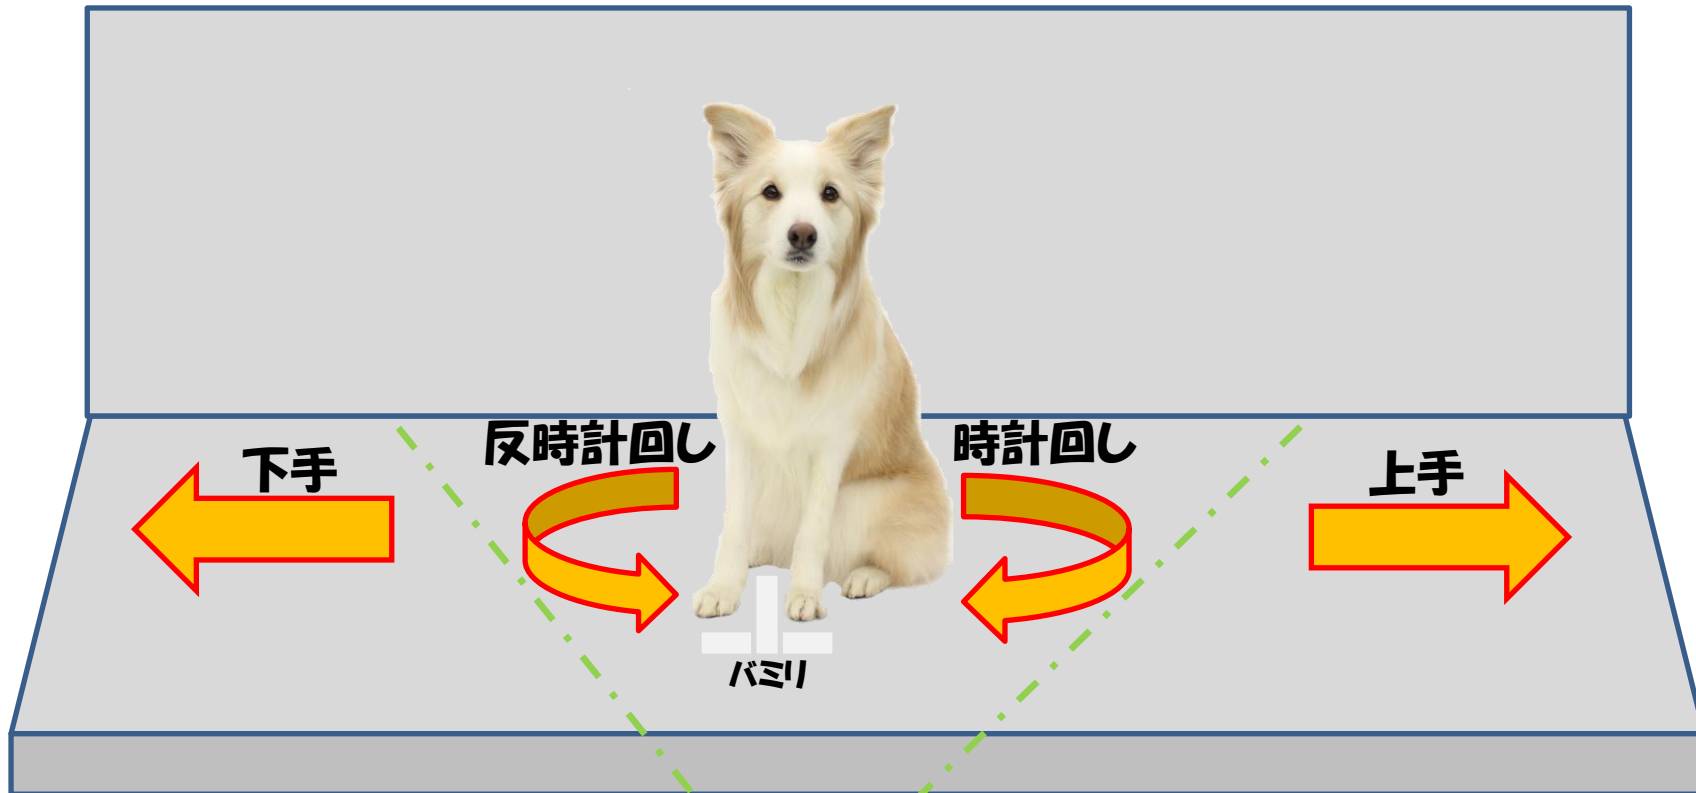 下手
反時計回し
時計回し
上手
バミリ